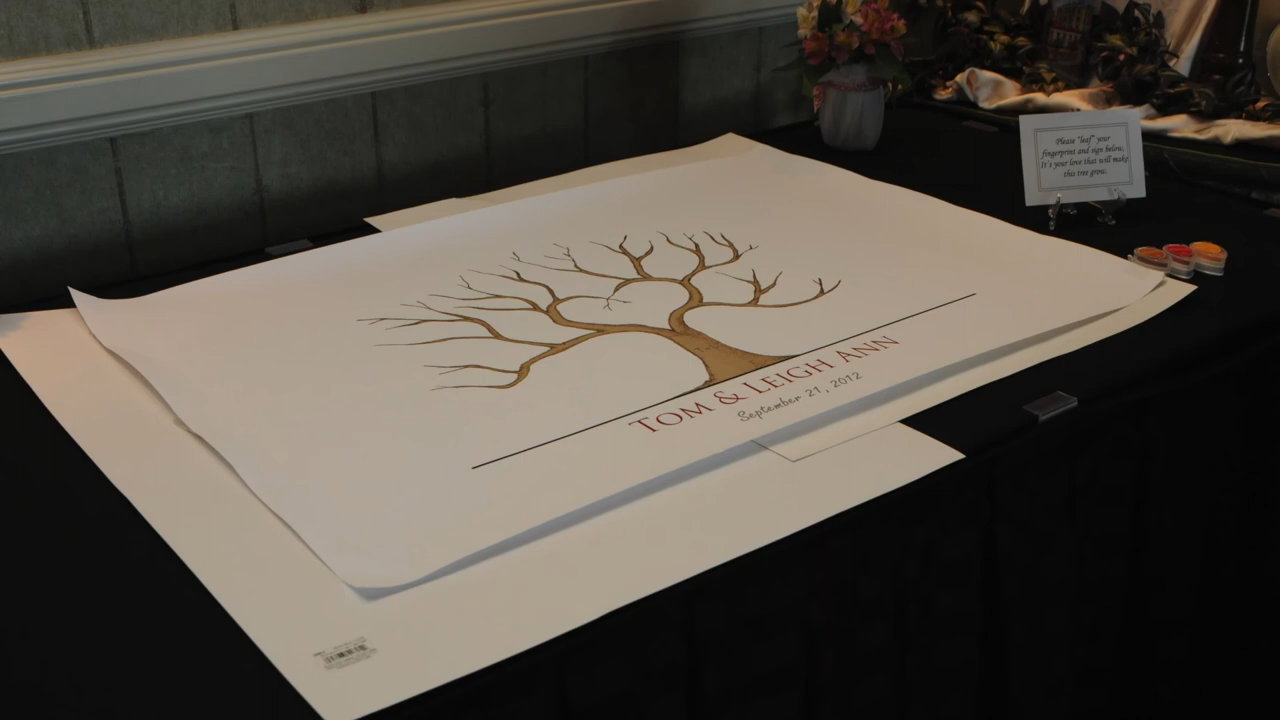 Please "leaf" your
fingerprint and sign below.
It's your love that will make
this tree grow.
TOM & LEIGH ANN
September 21, 2012